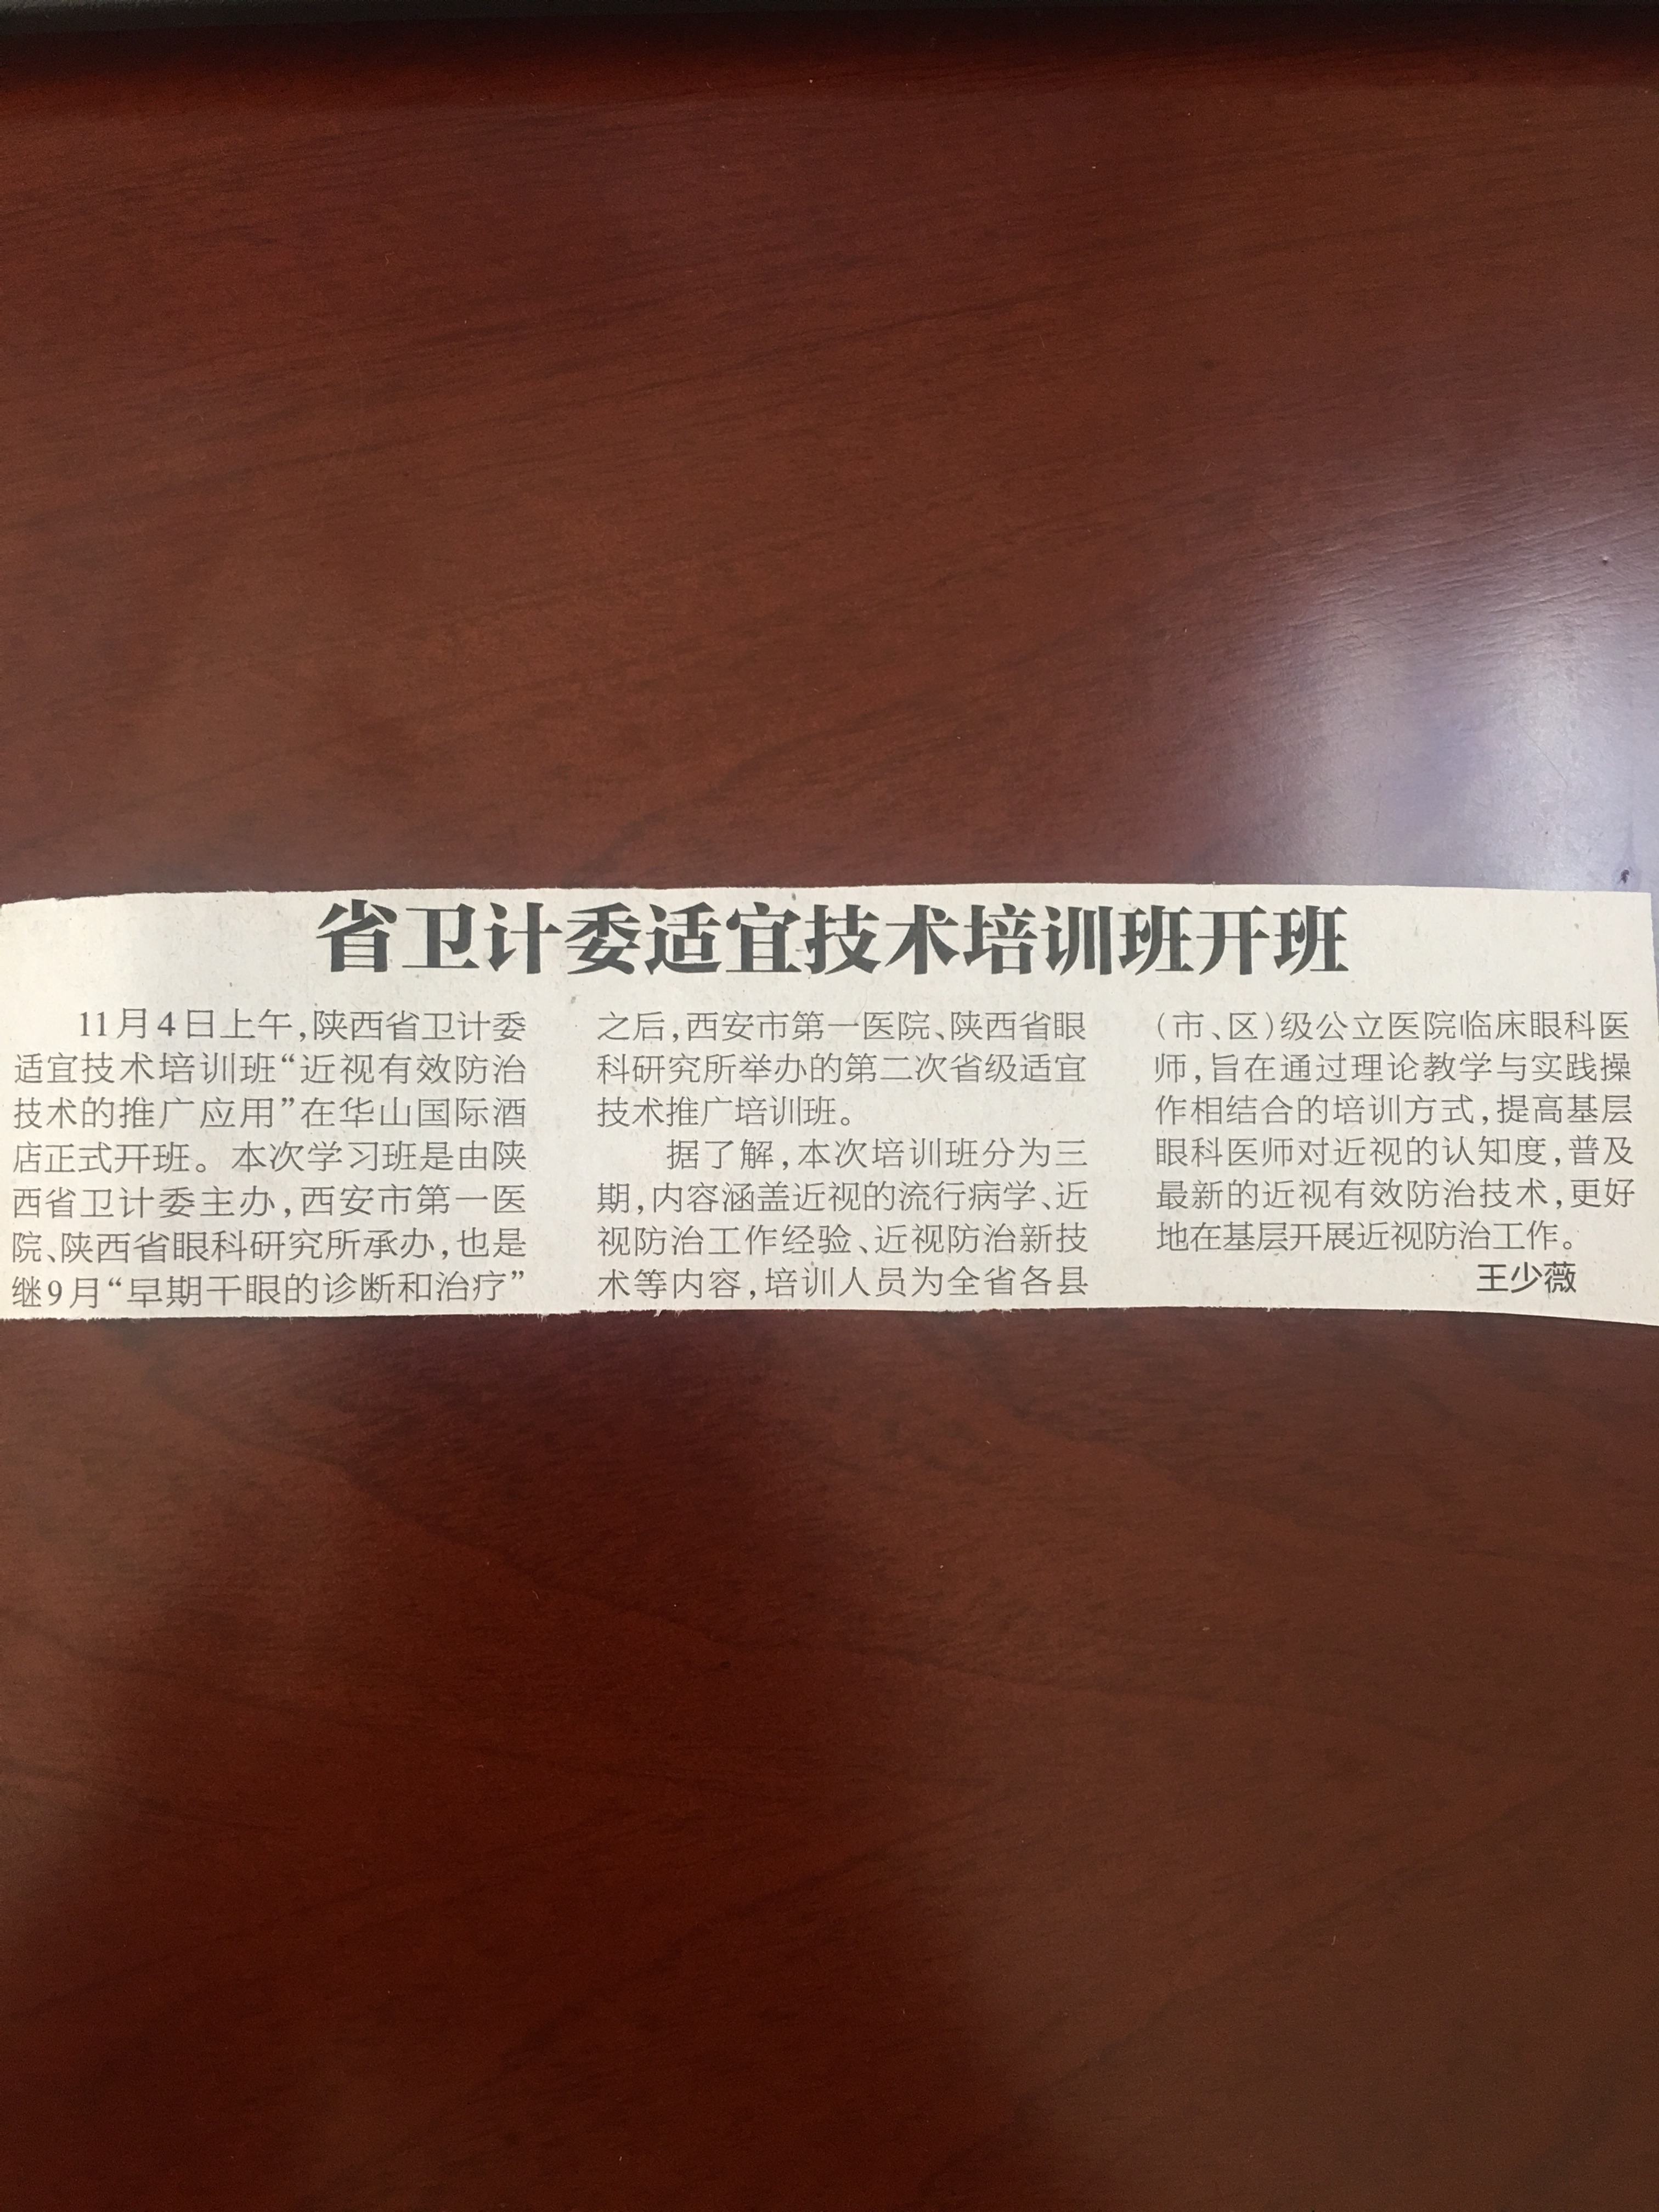 省卫计委适宜技术培训班开班
11月4日上午,陕西省卫计委
适宜技术培训班“近视有效防治
技术的推广应用”在华山国际酒
店正式开班。本次学习班是由陕
西省卫计委主办,西安市第一医
院、陕西省眼科研究所承办,也是
继9月“早期干眼的诊断和治疗”
之后,西安市第一医院、陕西省眼
科研究所举办的第二次省级适宜
技术推广培训班。
据了解,本次培训班分为三
期,内容涵盖近视的流行病学、近
视防治工作经验、近视防治新技
术等内容,培训人员为全省各县
(市、区)级公立医院临床眼科医
师,旨在通过理论教学与实践操
作相结合的培训方式,提高基层
眼科医师对近视的认知度,普及
最新的近视有效防治技术,更好
地在基层开展近视防治工作。
王少薇